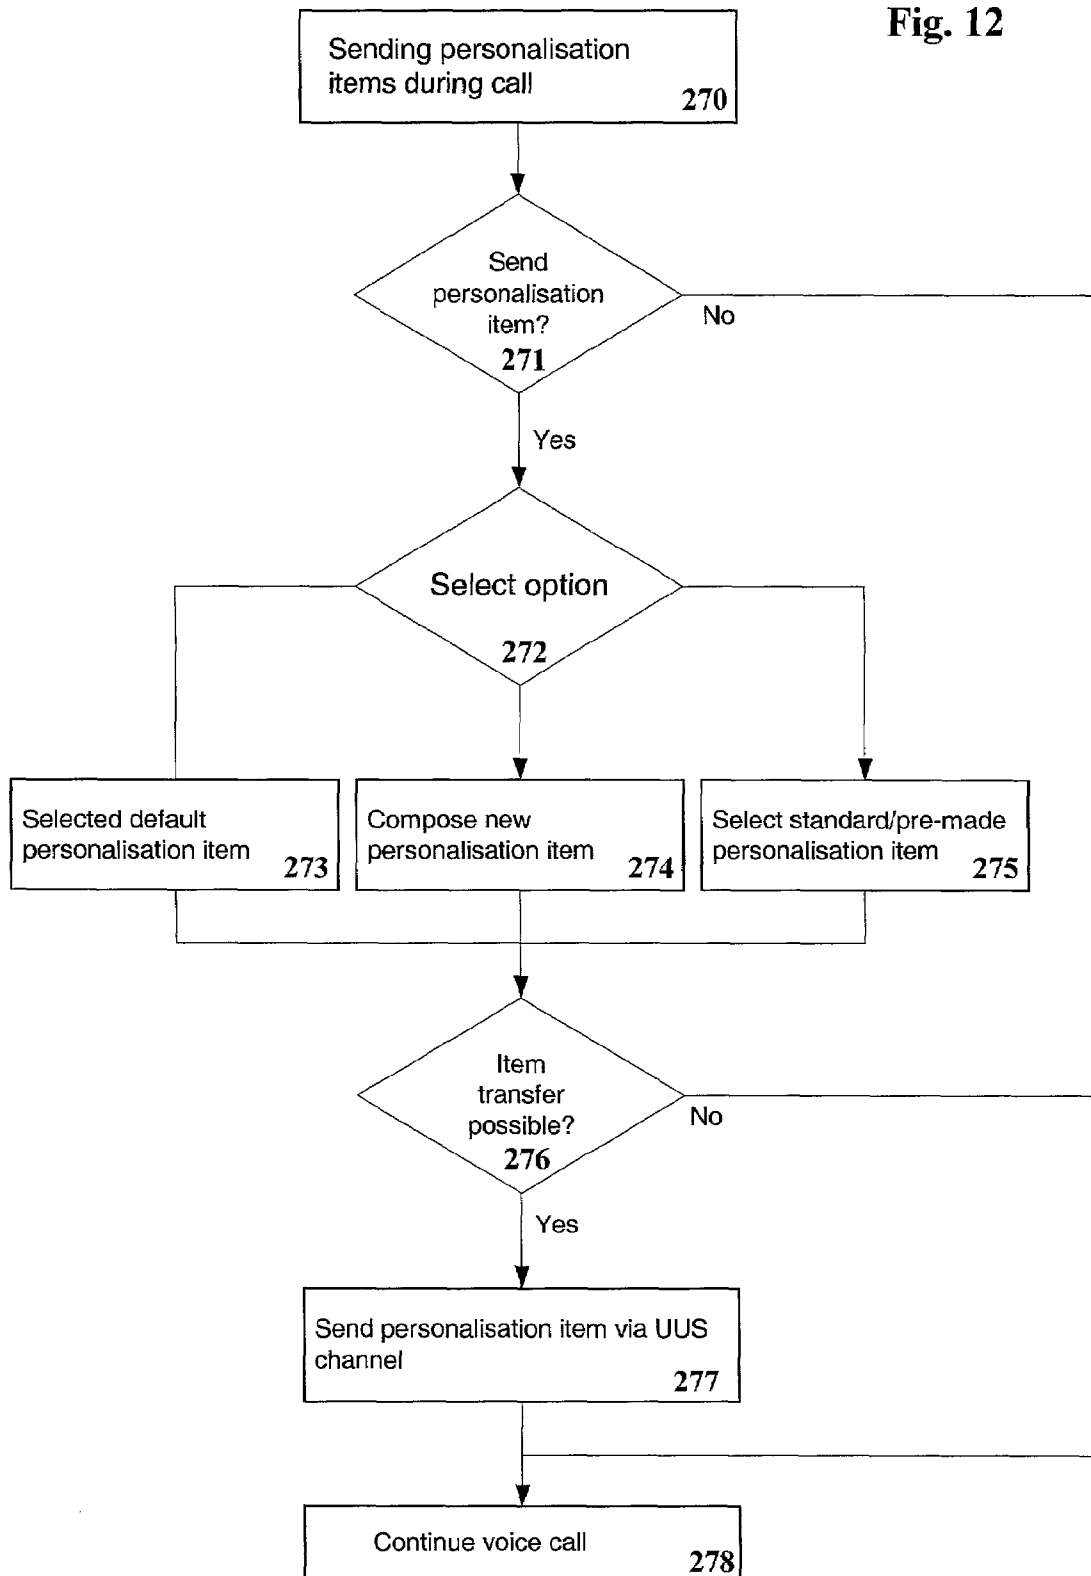 Fig. 12
Sending personalisation
items during call
270
Send
personalisation
item?
271
No
Yes
Select option
272
Selected default
personalisation item
273
Compose new
personalisation item
274
Select standard/pre-made
personalisation item
275
Item
transfer
possible?
276
No
Yes
Send personalisation item via UUS
channel
277
Continue voice call
278